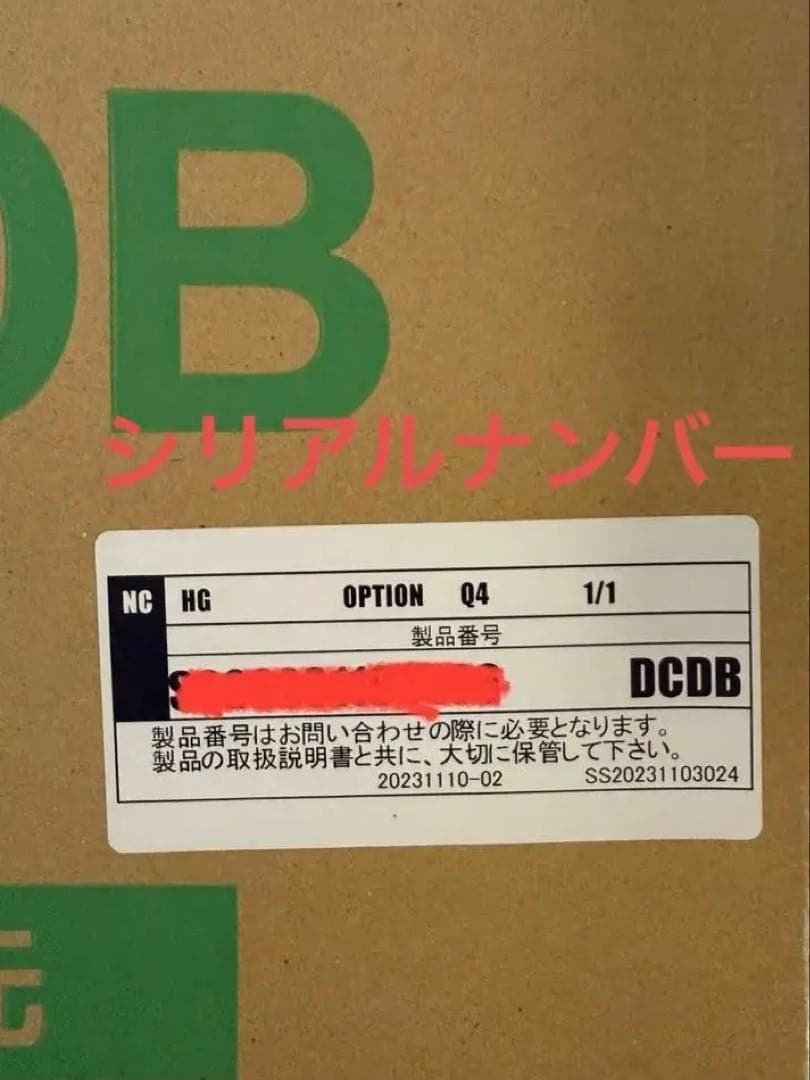 DB
シリアルナンバー
NC HG OPTION Q4 1/1
製品番号
DCDB
製品番号はお問い合わせの際に必要となります。
製品の取扱説明書と共に、大切に保管して下さい。
20231110-02 SS20231103024